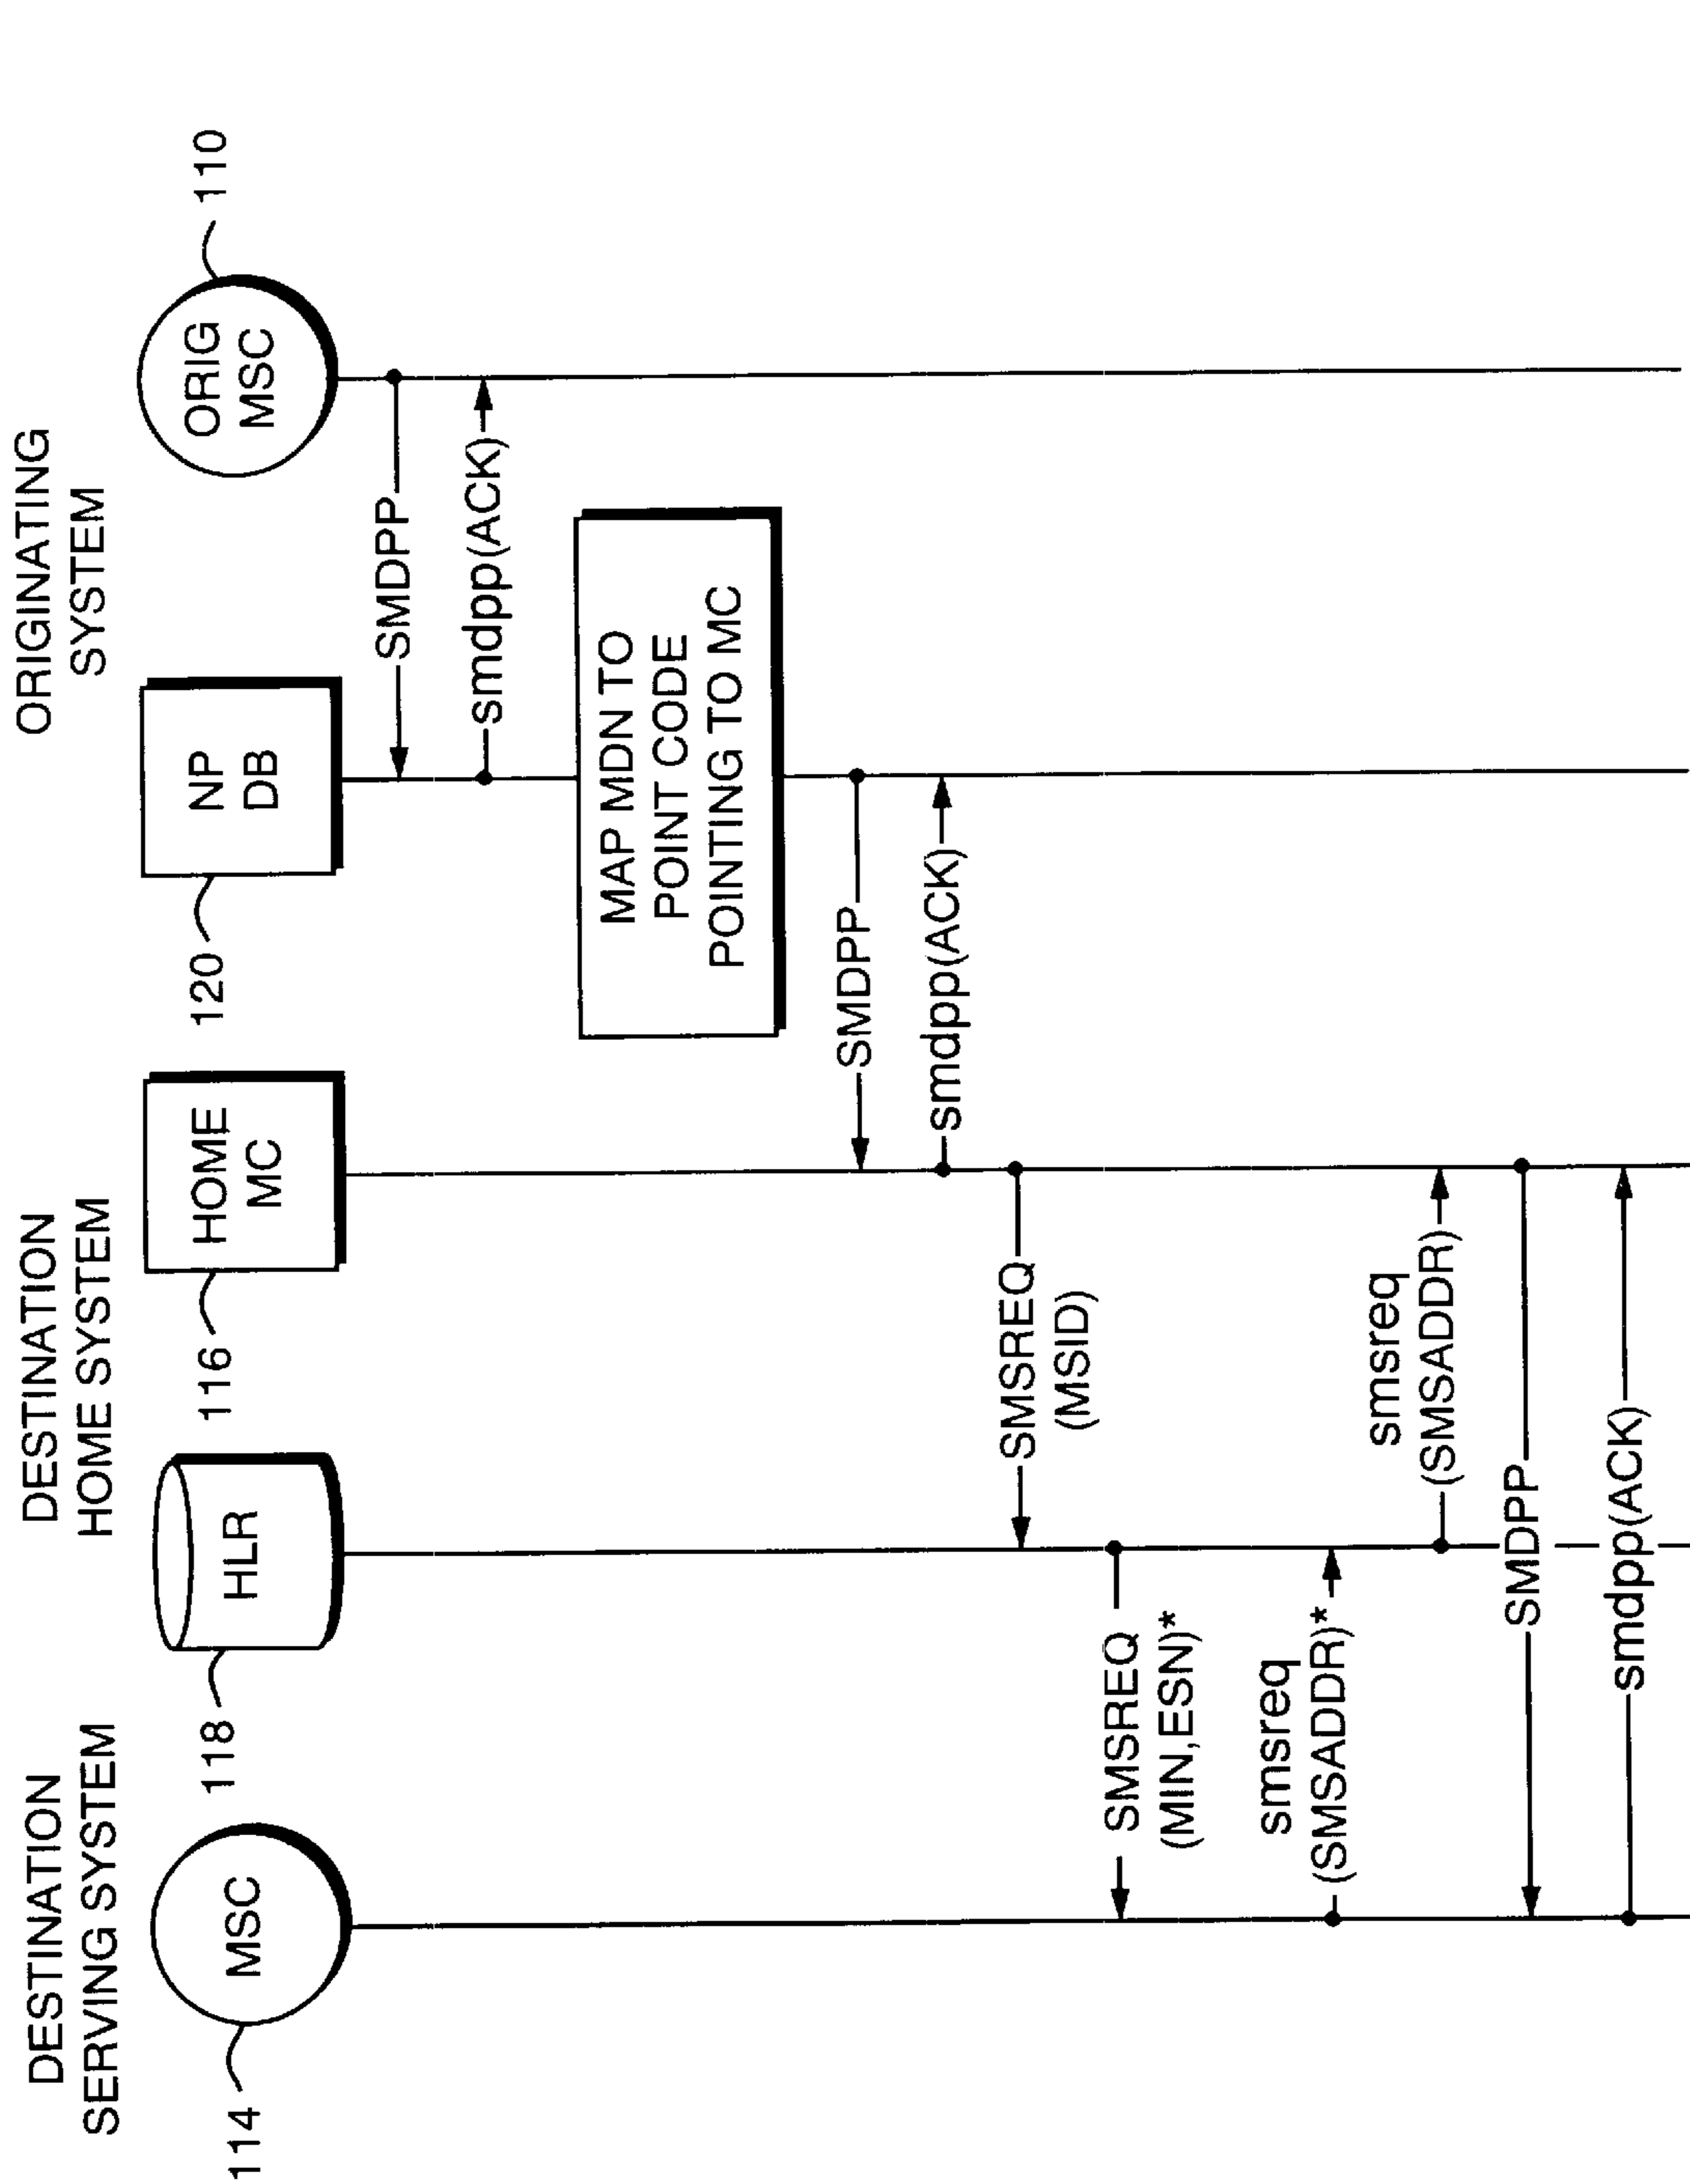 DESTINATION
SERVING SYSTEM
DESTINATION
HOME SYSTEM
ORIGINATING
SYSTEM
114
MSC
118
HLR
116
HOME
MC
120
NP
DB
ORIG
MSC
110
SMDPP
smdpp(ACK)
MAP MDN TO
POINT CODE
POINTING TO MC
SMDPP
smdpp(ACK)
SMSREQ
(MSID)
SMSREQ
(MIN,ESN)*
smsreq
(SMSADDR)*
smsreq
(SMSADDR)
SMDPP
smdpp(ACK)